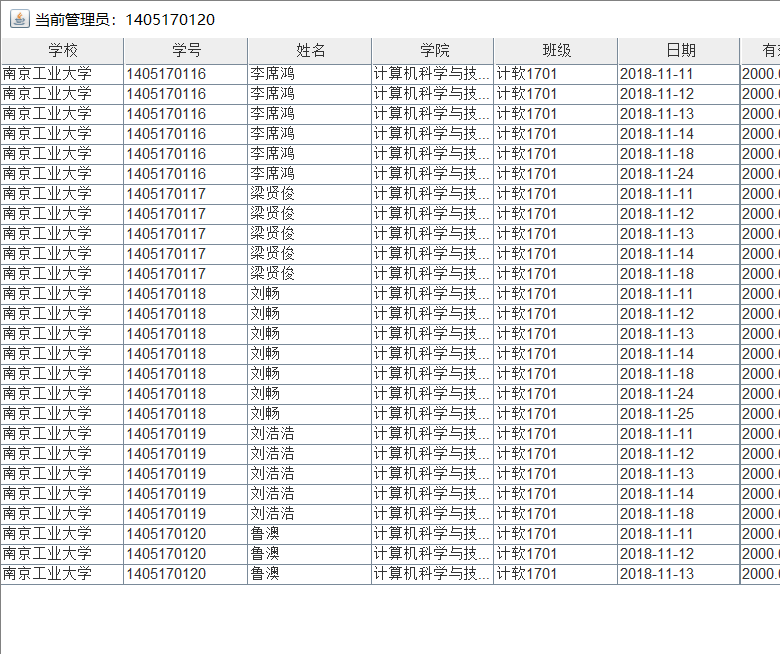 当前管理员：1405170120
学校 学号 姓名 学院 班级 日期 有
南京工业大学 1405170116 李席鸿 计算机科学与技... 计软1701 2018-11-11 2000.
南京工业大学 1405170116 李席鸿 计算机科学与技... 计软1701 2018-11-12 2000.
南京工业大学 1405170116 李席鸿 计算机科学与技... 计软1701 2018-11-13 2000.
南京工业大学 1405170116 李席鸿 计算机科学与技... 计软1701 2018-11-14 2000.
南京工业大学 1405170116 李席鸿 计算机科学与技... 计软1701 2018-11-18 2000.
南京工业大学 1405170116 李席鸿 计算机科学与技... 计软1701 2018-11-24 2000.
南京工业大学 1405170117 梁贤俊 计算机科学与技... 计软1701 2018-11-11 2000.
南京工业大学 1405170117 梁贤俊 计算机科学与技... 计软1701 2018-11-12 2000.
南京工业大学 1405170117 梁贤俊 计算机科学与技... 计软1701 2018-11-13 2000.
南京工业大学 1405170117 梁贤俊 计算机科学与技... 计软1701 2018-11-14 2000.
南京工业大学 1405170117 梁贤俊 计算机科学与技... 计软1701 2018-11-18 2000.
南京工业大学 1405170118 刘畅 计算机科学与技... 计软1701 2018-11-11 2000.
南京工业大学 1405170118 刘畅 计算机科学与技... 计软1701 2018-11-12 2000.
南京工业大学 1405170118 刘畅 计算机科学与技... 计软1701 2018-11-13 2000.
南京工业大学 1405170118 刘畅 计算机科学与技... 计软1701 2018-11-14 2000.
南京工业大学 1405170118 刘畅 计算机科学与技... 计软1701 2018-11-18 2000.
南京工业大学 1405170118 刘畅 计算机科学与技... 计软1701 2018-11-24 2000.
南京工业大学 1405170118 刘畅 计算机科学与技... 计软1701 2018-11-25 2000.
南京工业大学 1405170119 刘浩浩 计算机科学与技... 计软1701 2018-11-11 2000.
南京工业大学 1405170119 刘浩浩 计算机科学与技... 计软1701 2018-11-12 2000.
南京工业大学 1405170119 刘浩浩 计算机科学与技... 计软1701 2018-11-13 2000.
南京工业大学 1405170119 刘浩浩 计算机科学与技... 计软1701 2018-11-14 2000.
南京工业大学 1405170119 刘浩浩 计算机科学与技... 计软1701 2018-11-18 2000.
南京工业大学 1405170120 鲁澳 计算机科学与技... 计软1701 2018-11-11 2000.
南京工业大学 1405170120 鲁澳 计算机科学与技... 计软1701 2018-11-12 2000.
南京工业大学 1405170120 鲁澳 计算机科学与技... 计软1701 2018-11-13 2000.